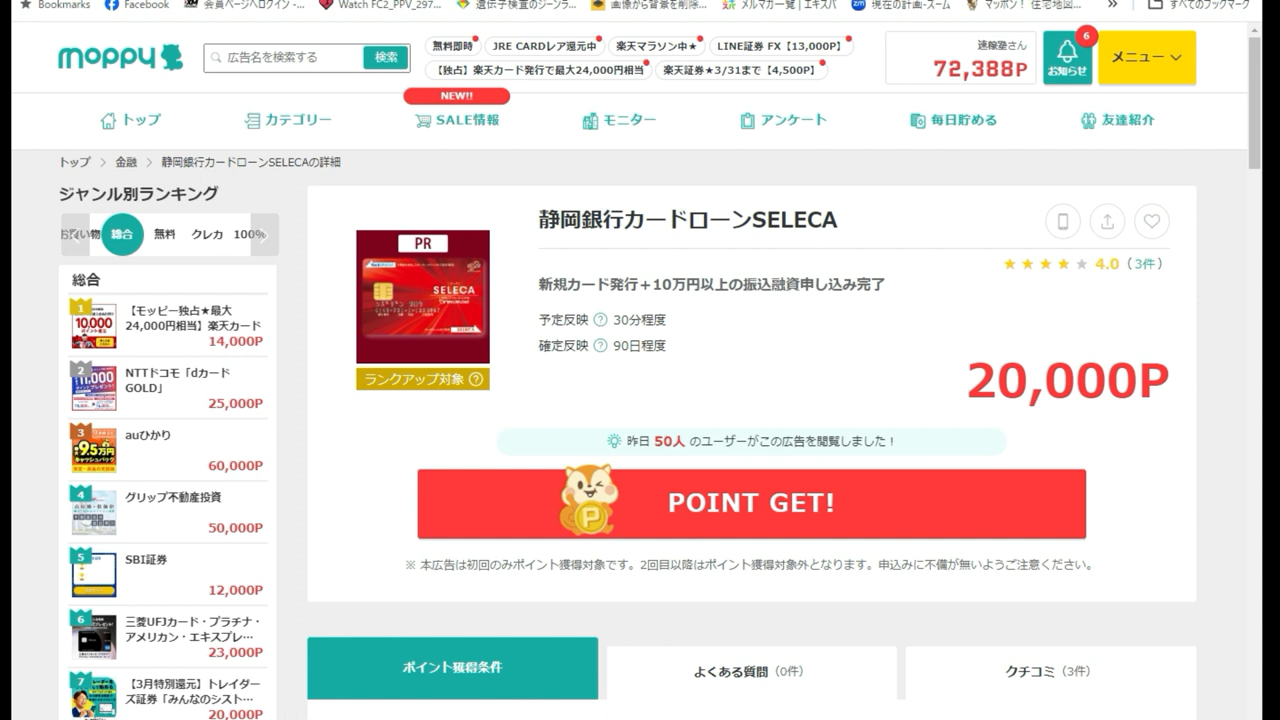 Bookmarks
Facebook
会員ページへログイン -...
Watch FC2_PPV_297...
遺伝子検査のジーンラ...
画像から背景を削除...
メルマガ一覧 | エキスパ
現在の計画-ズーム
マッポン! 住宅地図...
すべてのブックマーク
moppy
広告名を検索する
検索
無料即時
JRE CARDレア還元中
楽天マラソン中★
LINE証券 FX【13,000P】
【独占】楽天カード発行で最大24,000円相当
楽天証券★3/31まで【4,500P】
速稼塾さん
72,388P
6
お知らせ
メニュー
NEW!!
トップ
カテゴリー
SALE情報
モニター
アンケート
毎日貯める
友達紹介
トップ > 金融 > 静岡銀行カードローンSELECAの詳細
ジャンル別ランキング
お買い物
総合
無料
クレカ
100%
総合
1
【モッピー独占★最大
24,000円相当】楽天カード
14,000P
2
NTTドコモ「dカード
GOLD」
25,000P
3
auひかり
60,000P
4
グリップ不動産投資
50,000P
5
SBI証券
12,000P
6
三菱UFJカード・プラチナ・
アメリカン・エキスプレ…
23,000P
7
【3月特別還元】トレイダー
ズ証券「みんなのシスト…
20,000P
PR
SELECA
ランクアップ対象
静岡銀行カードローンSELECA
4.0 (3件)
新規カード発行+10万円以上の振込融資申し込み完了
予定反映 ? 30分程度
確定反映 ? 90日程度
20,000P
昨日 50人 のユーザーがこの広告を閲覧しました!
POINT GET!
※ 本広告は初回のみポイント獲得対象です。2回目以降はポイント獲得対象外となります。申込みに不備が無いようご注意ください。
ポイント獲得条件
よくある質問 (0件)
クチコミ (3件)